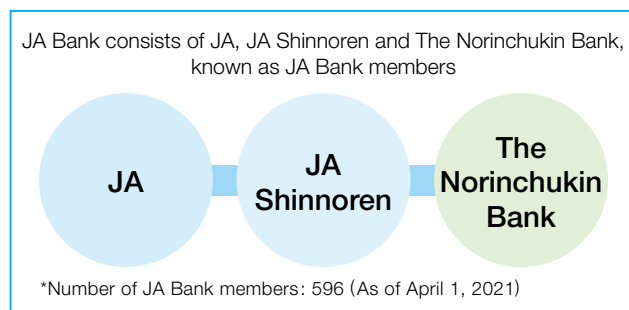 JA Bank consists of JA, JA Shinnoren and The Norinchukin Bank,
known as JA Bank members
JA
JA
Shinnoren
The
Norinchukin
Bank
*Number of JA Bank members: 596 (As of April 1, 2021)